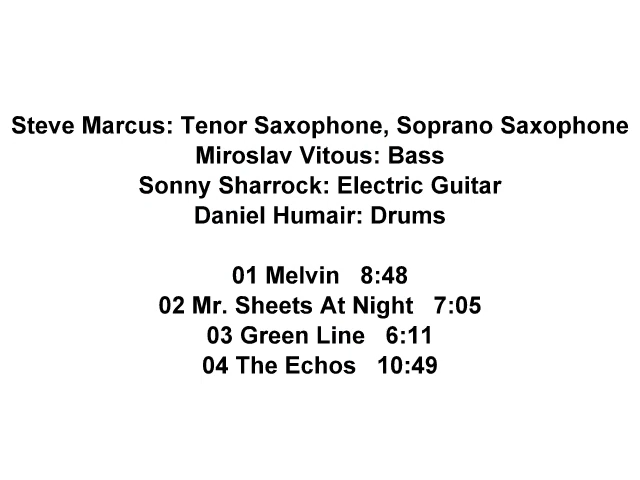 Steve Marcus: Tenor Saxophone, Soprano Saxophone
Miroslav Vitous: Bass
Sonny Sharrock: Electric Guitar
Daniel Humair: Drums
01 Melvin 8:48
02 Mr. Sheets At Night 7:05
03 Green Line 6:11
04 The Echos 10:49